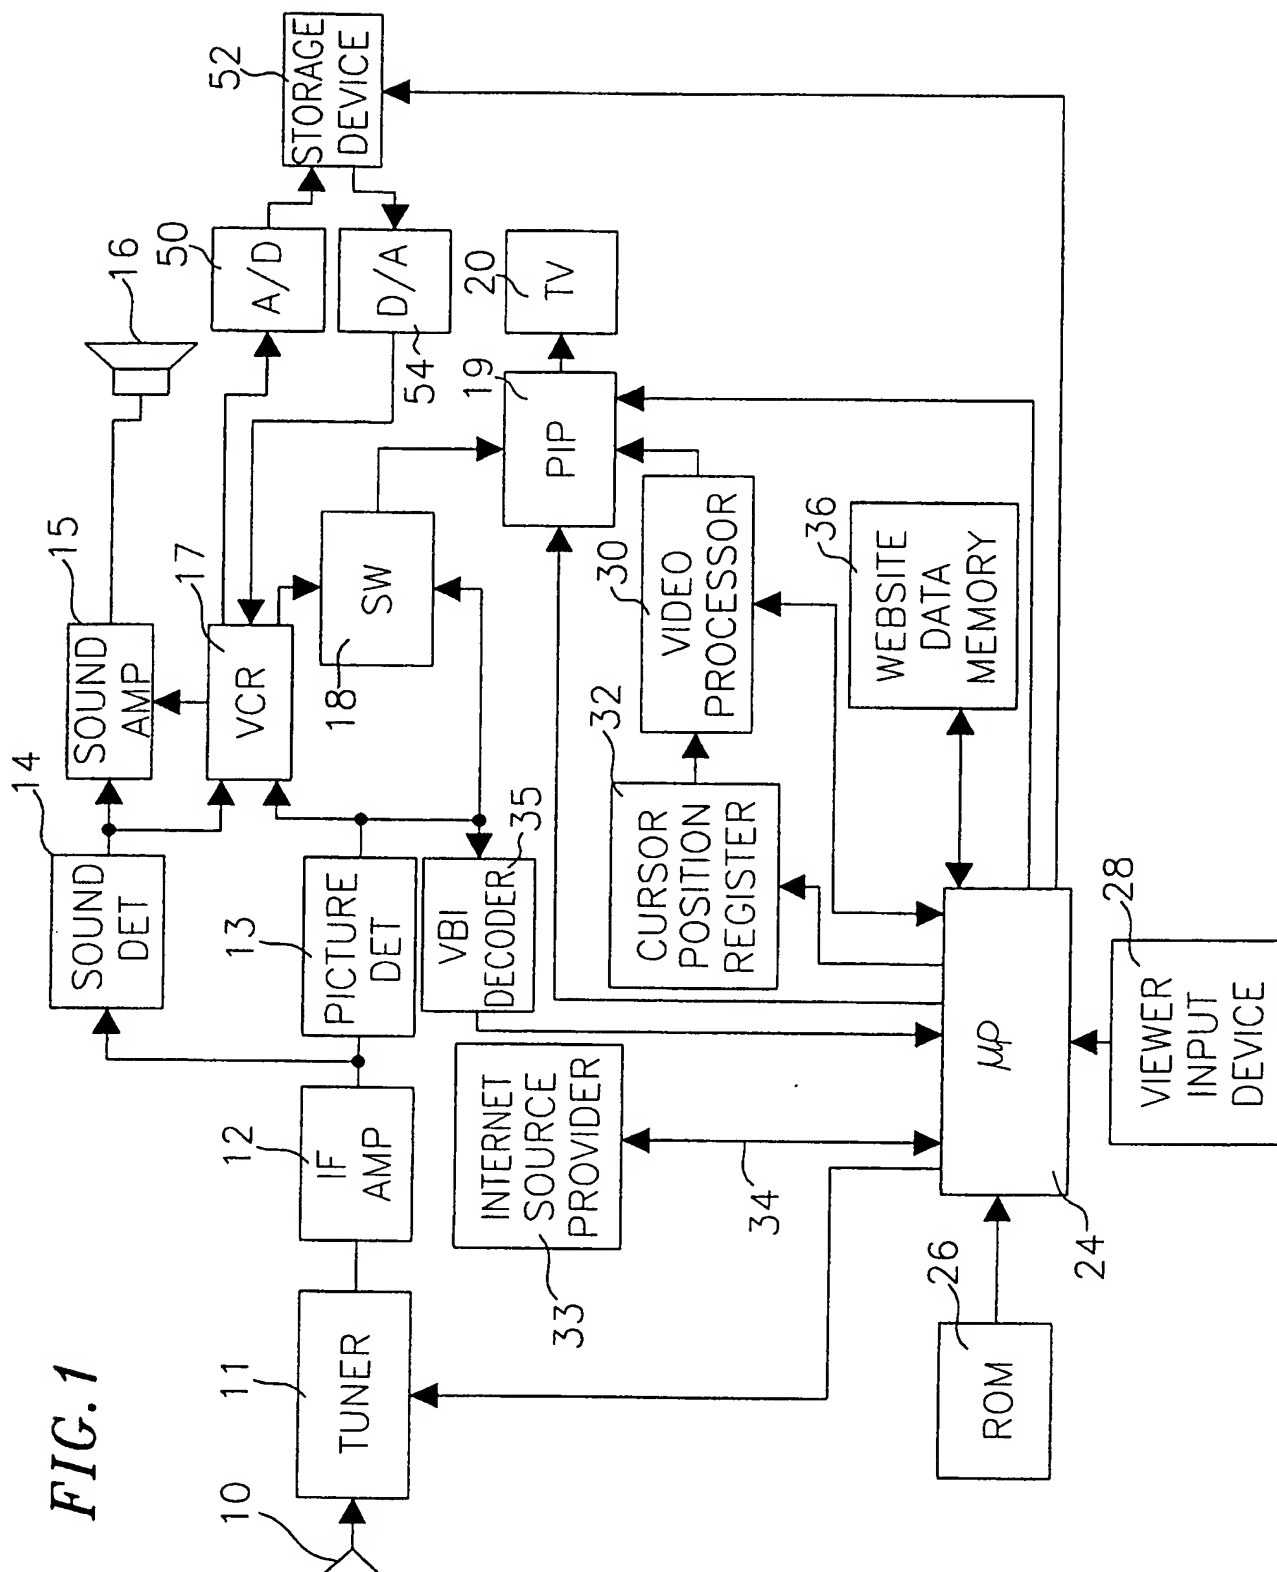 FIG.1
10
11
TUNER
12
IF
AMP
13
PICTURE
DET
14
SOUND
DET
15
SOUND
AMP
16
17
VCR
18
SW
50
A/D
52
STORAGE
DEVICE
D/A
54
19
PIP
20
TV
35
VBI
DECODER
33
INTERNET
SOURCE
PROVIDER
34
32
CURSOR
POSITION
REGISTER
30
VIDEO
PROCESSOR
36
WEBSITE
DATA
MEMORY
26
ROM
24
μp
28
VIEWER
INPUT
DEVICE